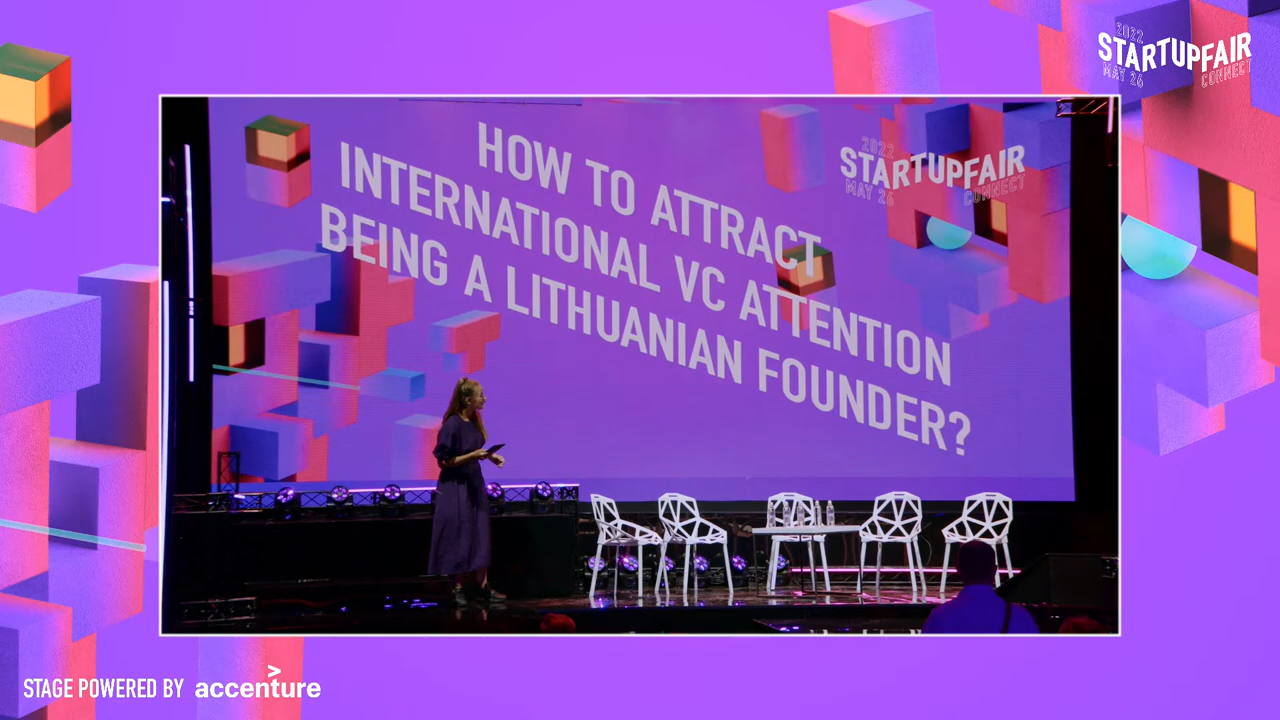 2022
STARTUPFAIR
MAY 26 CONNECT
HOW TO ATTRACT
INTERNATIONAL VC ATTENTION
BEING A LITHUANIAN FOUNDER?
2022
STARTUPFAIR
MAY 26 CONNECT
STAGE POWERED BY accenture